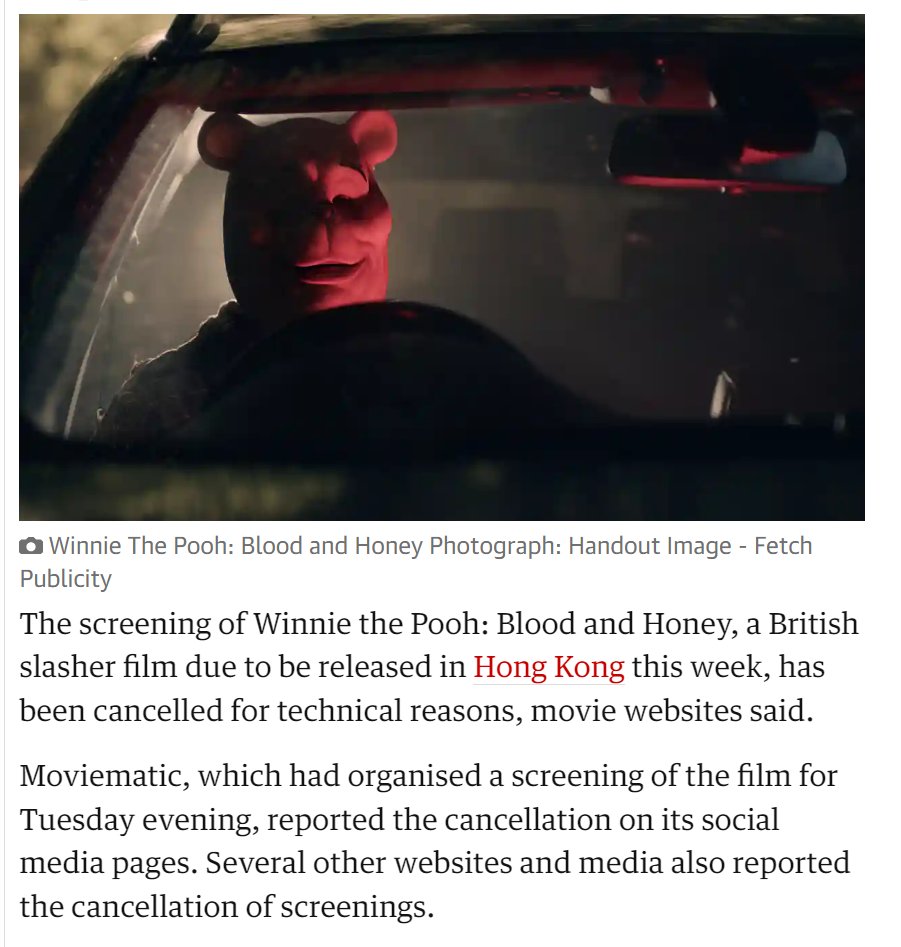 Winnie The Pooh: Blood and Honey Photograph: Handout Image - Fetch
Publicity
The screening of Winnie the Pooh: Blood and Honey, a British
slasher film due to be released in Hong Kong this week, has
been cancelled for technical reasons, movie websites said.
Moviematic, which had organised a screening of the film for
Tuesday evening, reported the cancellation on its social
media pages. Several other websites and media also reported
the cancellation of screenings.